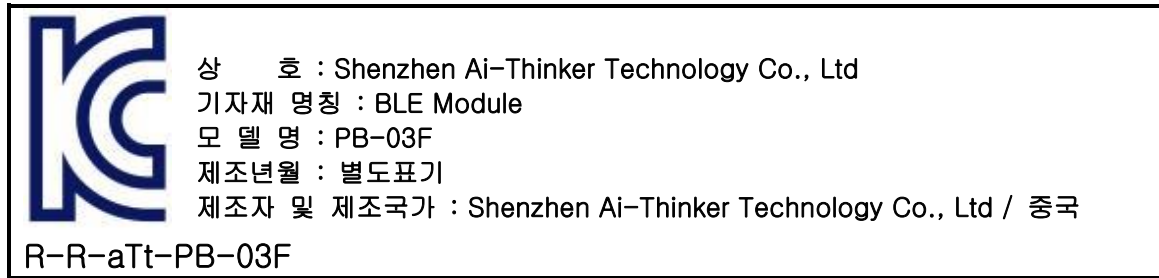 KC
상 호 : Shenzhen Ai-Thinker Technology Co., Ltd
기자재 명칭 : BLE Module
모 델 명 : PB-03F
제조년월 : 별도표기
제조자 및 제조국가 : Shenzhen Ai-Thinker Technology Co., Ltd / 중국
R-R-aTt-PB-03F